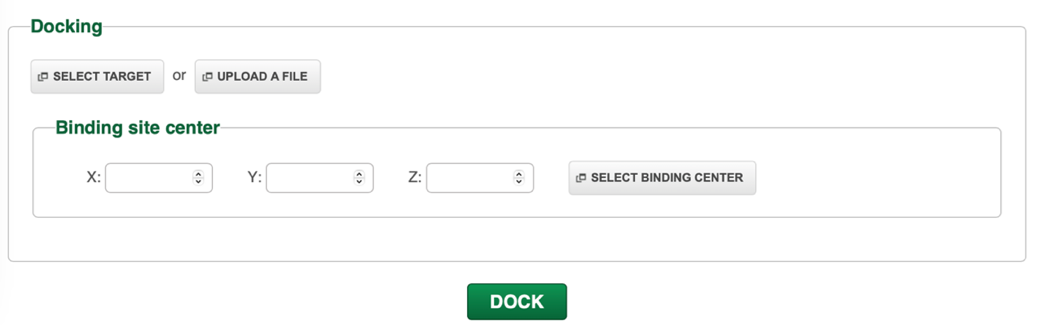 Docking
SELECT TARGET or UPLOAD A FILE
Binding site center
X: Y: Z: SELECT BINDING CENTER
DOCK